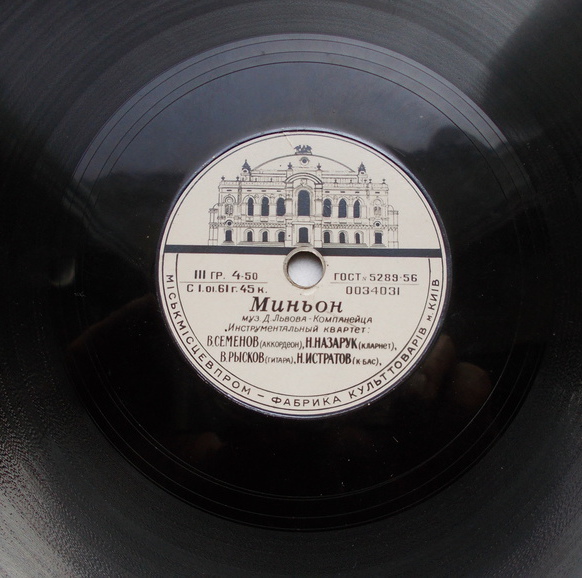 III ГР. 4-50
ГОСТ № 5289-56
С 1.01.61 г. 45 к.
0034031
Миньон
муз. Д. Львова-Компанейца
Инструментальный квартет:
В. СЕМЕНОВ (АККОРДЕОН), Н. НАЗАРУК (КЛАРНЕТ),
В. РЫСКОВ (ГИТАРА), Н. ИСТРАТОВ (К-БАС),
МІСЬКМІСЦЕВПРОМ – ФАБРИКА КУЛЬТТОВАРІВ м. КИЇВ